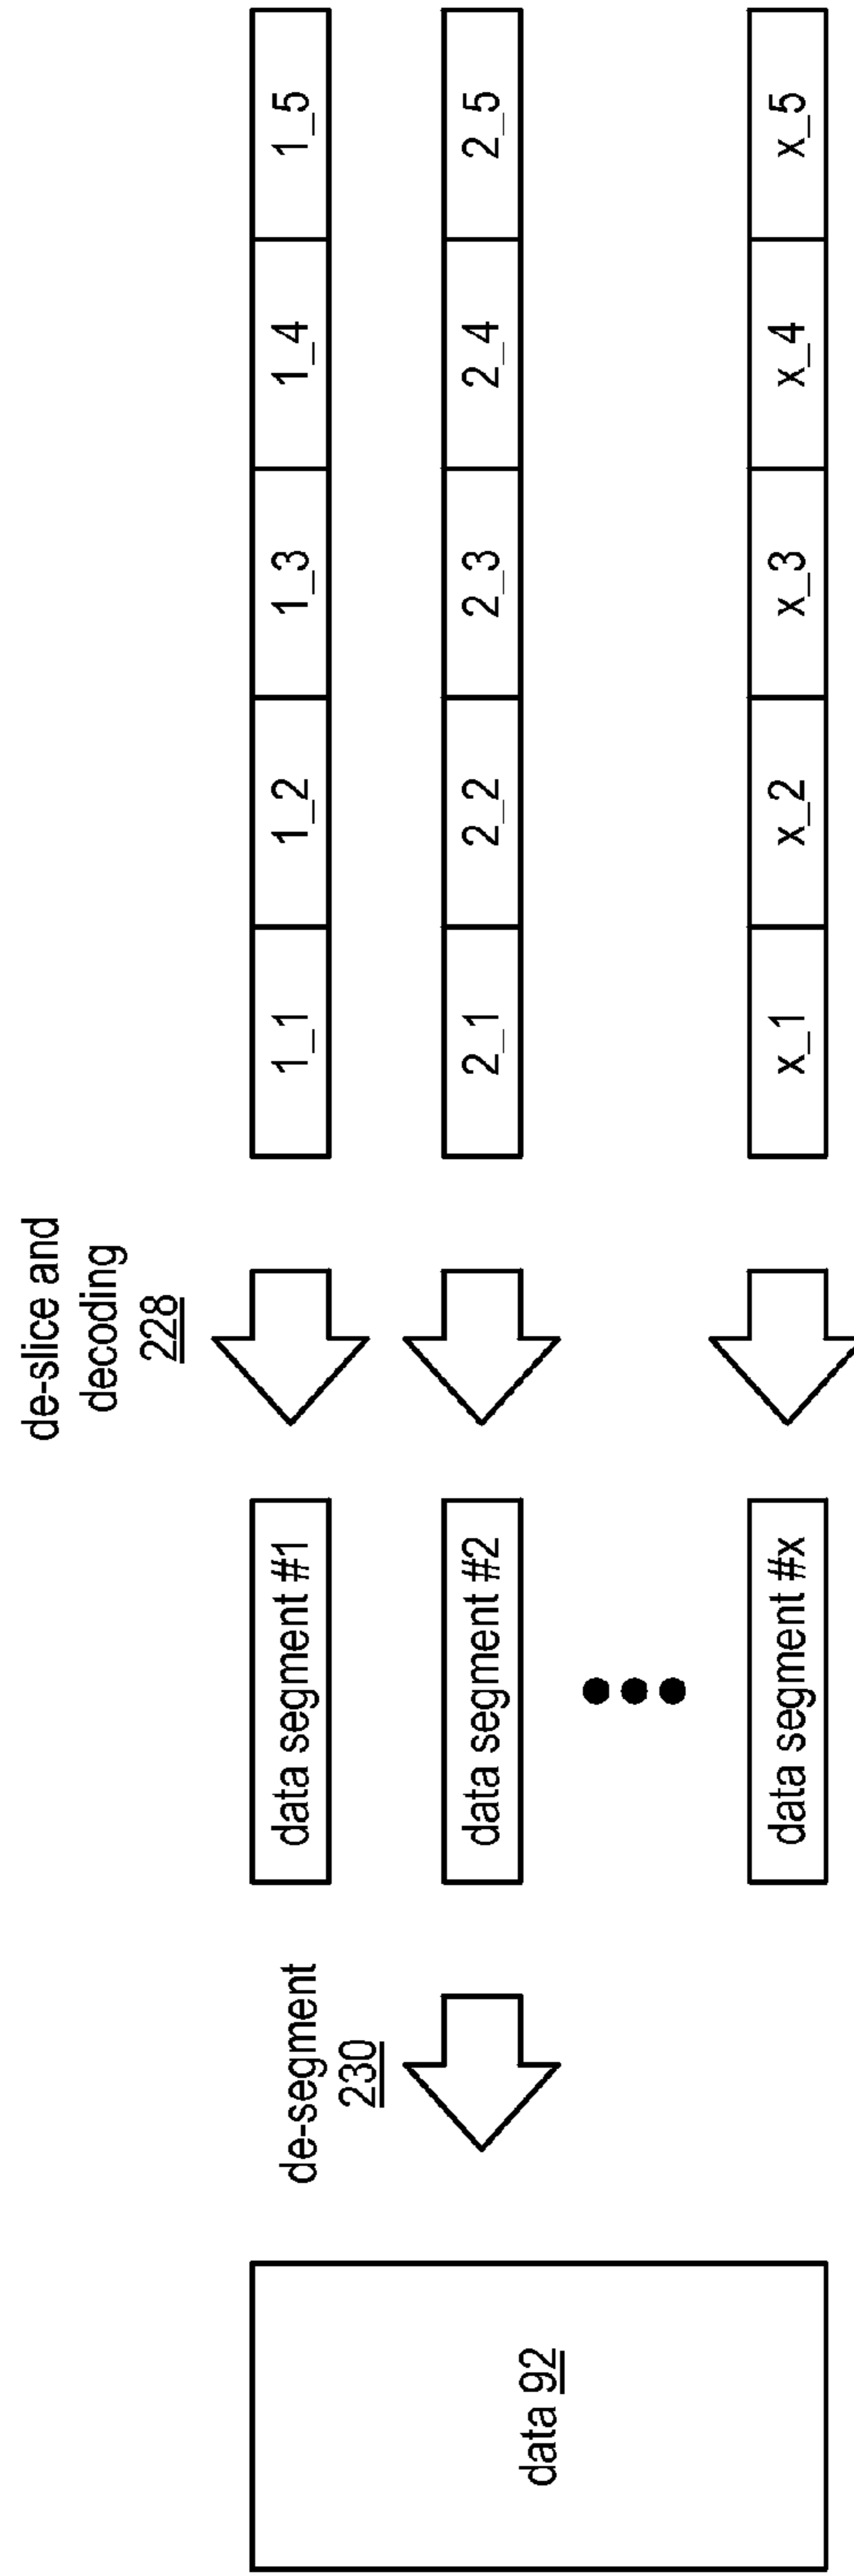 de-slice and
decoding
228
de-segment
230
data 92
data segment #1
1_1
1_2
1_3
1_4
1_5
data segment #2
2_1
2_2
2_3
2_4
2_5
data segment #x
x_1
x_2
x_3
x_4
x_5